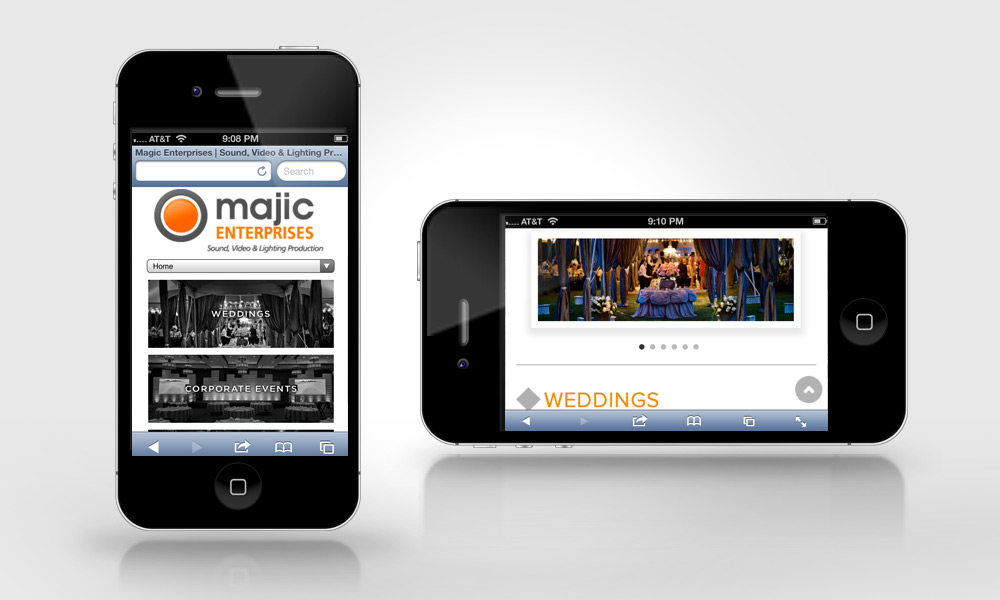 AT&T 9:08 PM
Magic Enterprises | Sound, Video & Lighting Pr...
Search
majic
ENTERPRISES
Sound, Video & Lighting Production
Home
WEDDINGS
CORPORATE EVENTS
AT&T 9:10 PM
WEDDINGS